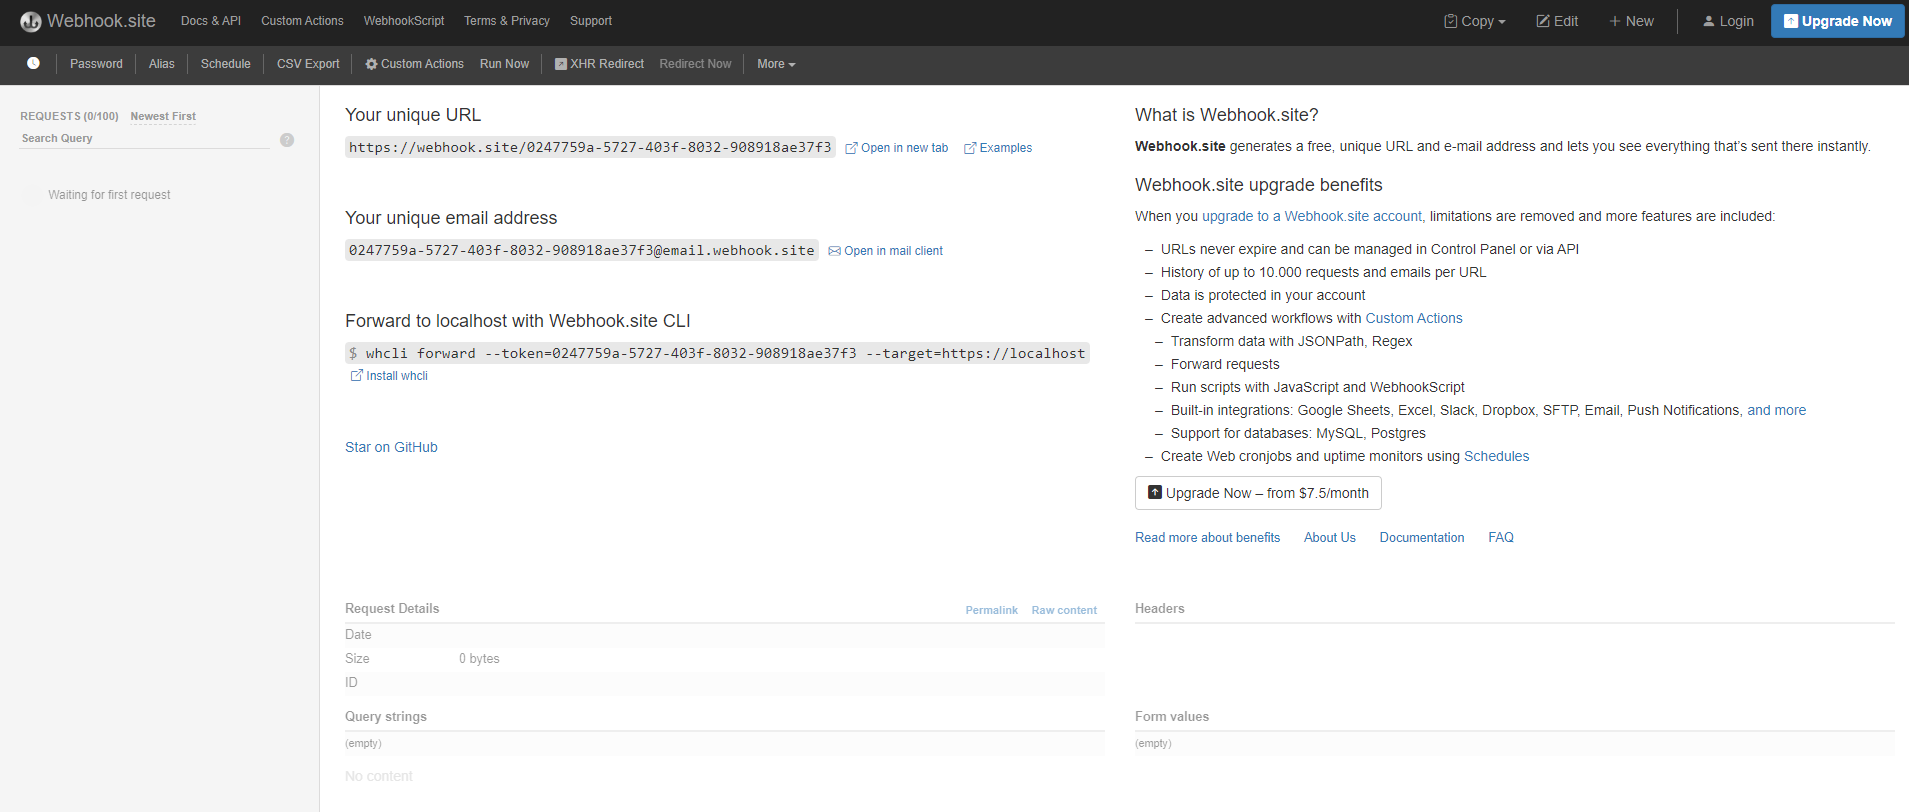 Webhook.site Docs & API Custom Actions WebhookScript Terms & Privacy Support Copy Edit New Login Upgrade Now
Password Alias Schedule CSV Export Custom Actions Run Now XHR Redirect Redirect Now More
REQUESTS (0/100) Newest First
Search Query ?
Waiting for first request
Your unique URL
https://webhook.site/0247759a-5727-403f-8032-908918ae37f3 Open in new tab Examples
Your unique email address
0247759a-5727-403f-8032-908918ae37f3@email.webhook.site Open in mail client
Forward to localhost with Webhook.site CLI
$ whcli forward --token=0247759a-5727-403f-8032-908918ae37f3 --target=https://localhost
Install whcli
Star on GitHub
What is Webhook.site?
Webhook.site generates a free, unique URL and e-mail address and lets you see everything that's sent there instantly.
Webhook.site upgrade benefits
When you upgrade to a Webhook.site account, limitations are removed and more features are included:
– URLs never expire and can be managed in Control Panel or via API
– History of up to 10.000 requests and emails per URL
– Data is protected in your account
– Create advanced workflows with Custom Actions
– Transform data with JSONPath, Regex
– Forward requests
– Run scripts with JavaScript and WebhookScript
– Built-in integrations: Google Sheets, Excel, Slack, Dropbox, SFTP, Email, Push Notifications, and more
– Support for databases: MySQL, Postgres
– Create Web cronjobs and uptime monitors using Schedules
Upgrade Now – from $7.5/month
Read more about benefits About Us Documentation FAQ
Request Details Permalink Raw content
Date
Size 0 bytes
ID
Headers
Query strings
(empty)
No content
Form values
(empty)